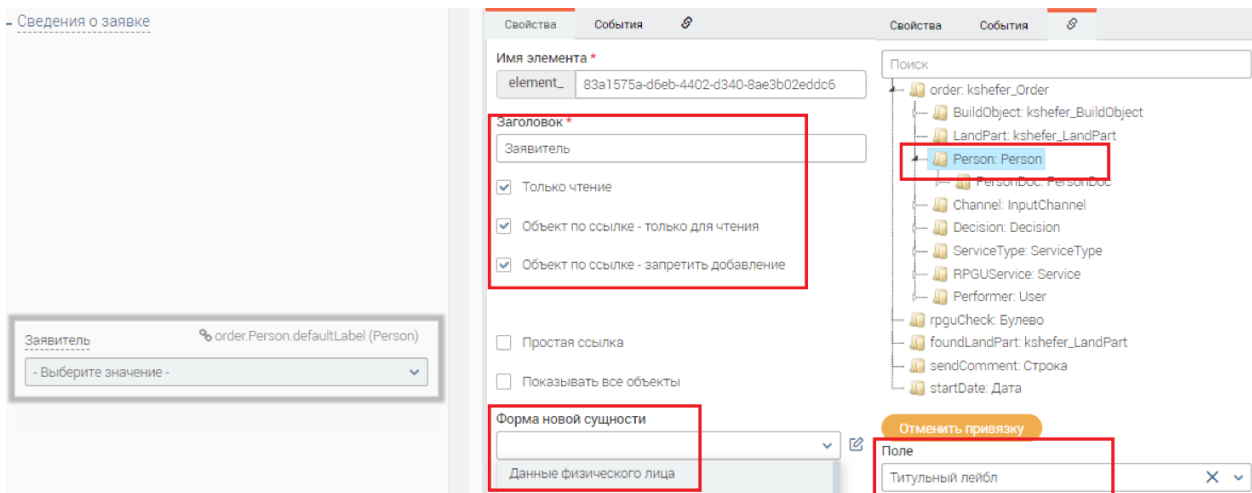 Сведения о заявке
Заявитель
order.Person.defaultLabel (Person)
- Выберите значение -
Свойства
События
Имя элемента *
element_
83a1575a-d6eb-4402-d340-8ae3b02eddc6
Заголовок *
Заявитель
Только чтение
Объект по ссылке - только для чтения
Объект по ссылке - запретить добавление
Простая ссылка
Показывать все объекты
Форма новой сущности
Данные физического лица
Свойства
События
Поиск
order: kshefer_Order
BuildObject: kshefer_BuildObject
LandPart: kshefer_LandPart
Person: Person
PersonDoc: PersonDoc
Channel: InputChannel
Decision: Decision
ServiceType: ServiceType
RPGUService: Service
Performer: User
rpguCheck: Булево
foundLandPart: kshefer_LandPart
sendComment: Строка
startDate: Дата
Отменить привязку
Поле
Титульный лейбл